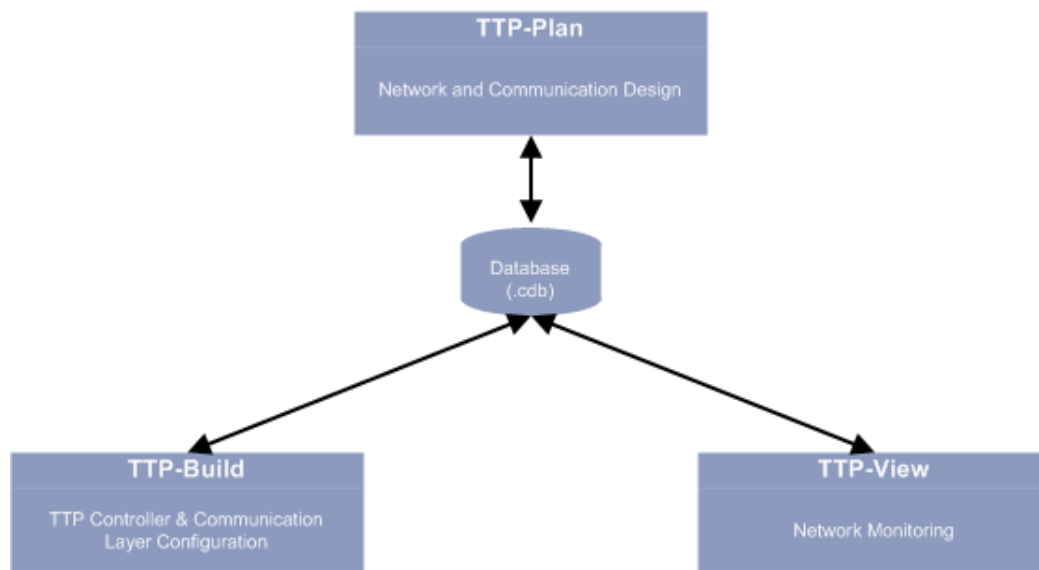 TTP-Plan
Network and Communication Design
Database
(.cdb)
TTP-Build
TTP Controller & Communication
Layer Configuration
TTP-View
Network Monitoring